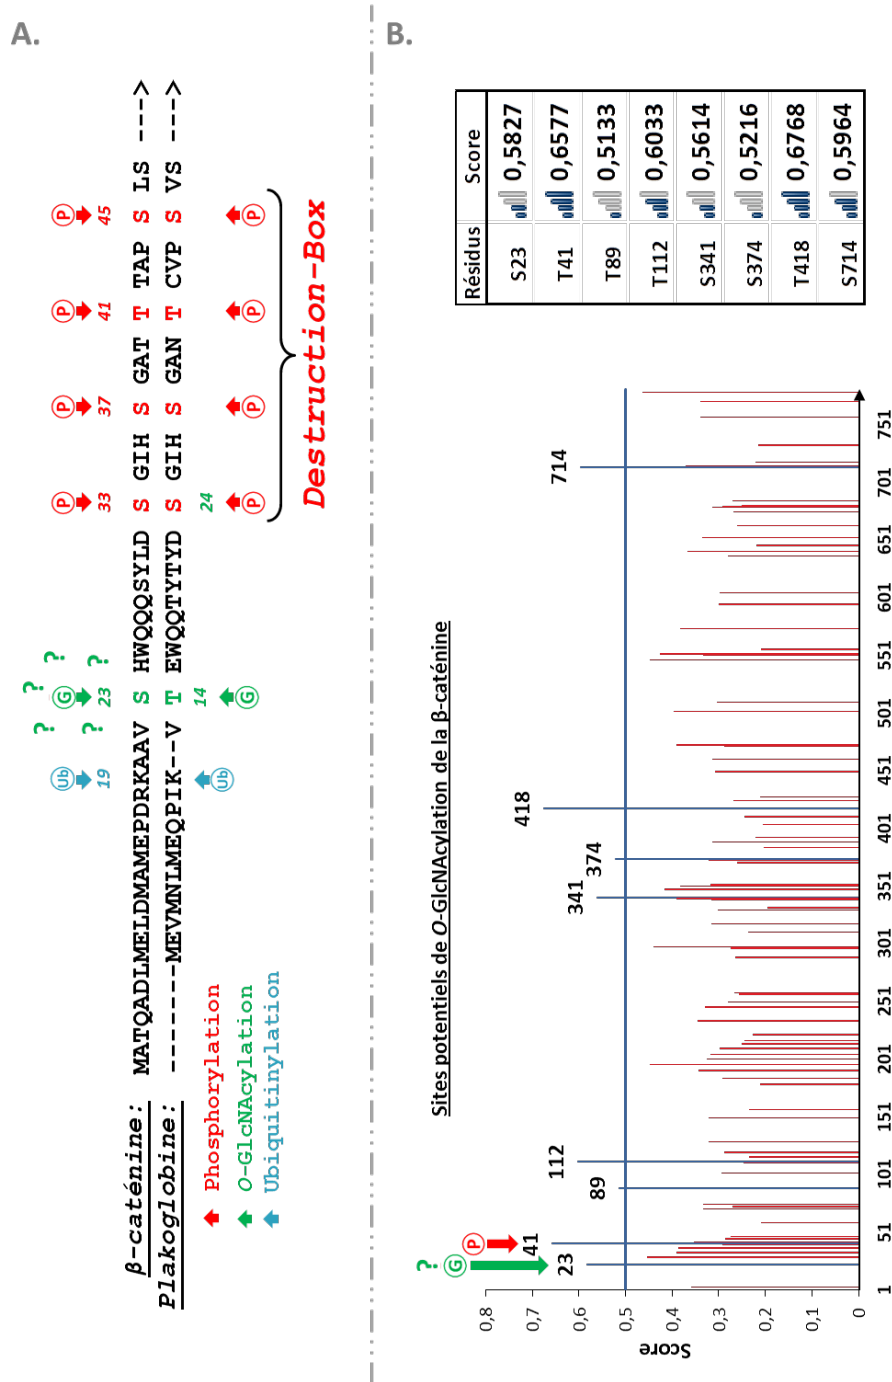 A.
P P P P
? ? ? ? ?
Ub G
19 23 33 37 41 45
β-caténine: MATQADLMELDMAMEPDRKAAV S HWQQQSYLD S GIH S GAT T TAP S LS --->
Plakoglobine: -------MEVMNLMEQPIK--V T EWQQTYTYD S GIH S GAN T CVP S VS --->
14 24
Ub G P P P P
Phosphorylation
O-GlcNAcylation
Ubiquitinylation
Destruction-Box
B.
Sites potentiels de O-GlcNAcylation de la β-caténine
?
G P
23 41 89 112 341 374 418 714
Score
0,8
0,7
0,6
0,5
0,4
0,3
0,2
0,1
0
1 51 101 151 201 251 301 351 401 451 501 551 601 651 701 751
Résidus Score
S23 0,5827
T41 0,6577
T89 0,5133
T112 0,6033
S341 0,5614
S374 0,5216
T418 0,6768
S714 0,5964